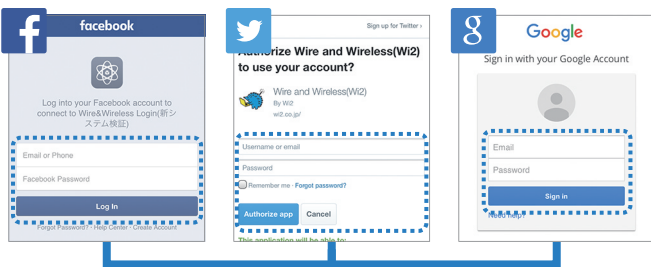 f
facebook
Log into your Facebook account to
connect to Wire&Wireless Login(新シ
ステム検証)
Email or Phone
Facebook Password
Log In
Forgot Password? · Help Center · Create Account
Sign up for Twitter ›
Authorize Wire and Wireless(Wi2)
to use your account?
Wire and Wireless(Wi2)
By Wi2
wi2.co.jp/
Username or email
Password
Remember me · Forgot password?
Authorize app
Cancel
This application will be able to:
g
Google
Sign in with your Google Account
Email
Password
Sign in
Need help?